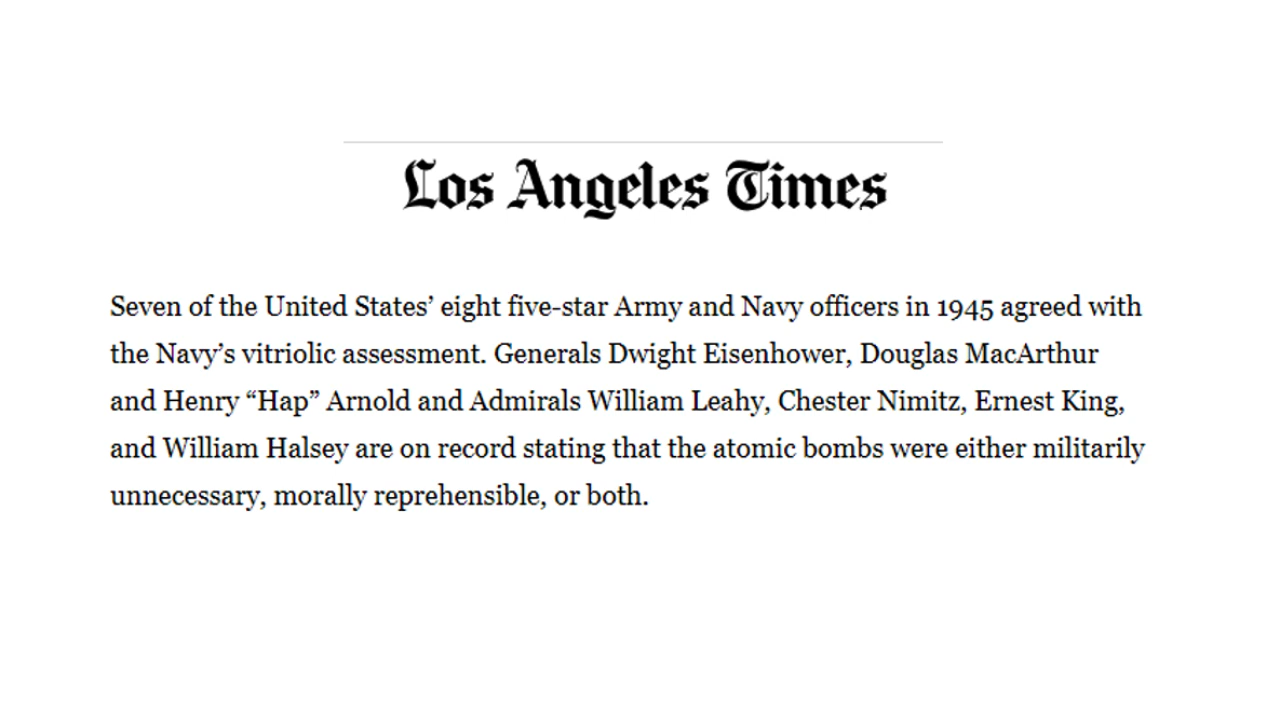 Los Angeles Times
Seven of the United States’ eight five-star Army and Navy officers in 1945 agreed with
the Navy’s vitriolic assessment. Generals Dwight Eisenhower, Douglas MacArthur
and Henry “Hap” Arnold and Admirals William Leahy, Chester Nimitz, Ernest King,
and William Halsey are on record stating that the atomic bombs were either militarily
unnecessary, morally reprehensible, or both.